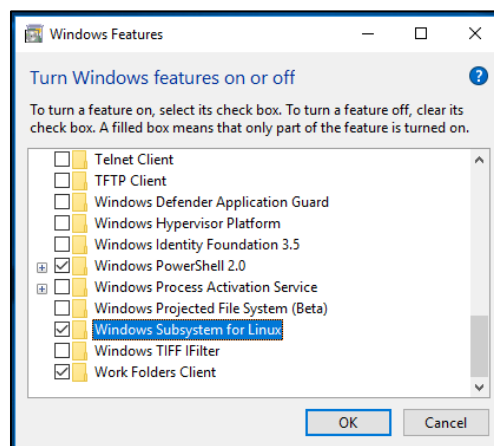 Windows Features
Turn Windows features on or off
?
To turn a feature on, select its check box. To turn a feature off, clear its
check box. A filled box means that only part of the feature is turned on.
Telnet Client
TFTP Client
Windows Defender Application Guard
Windows Hypervisor Platform
Windows Identity Foundation 3.5
Windows PowerShell 2.0
Windows Process Activation Service
Windows Projected File System (Beta)
Windows Subsystem for Linux
Windows TIFF IFilter
Work Folders Client
OK Cancel